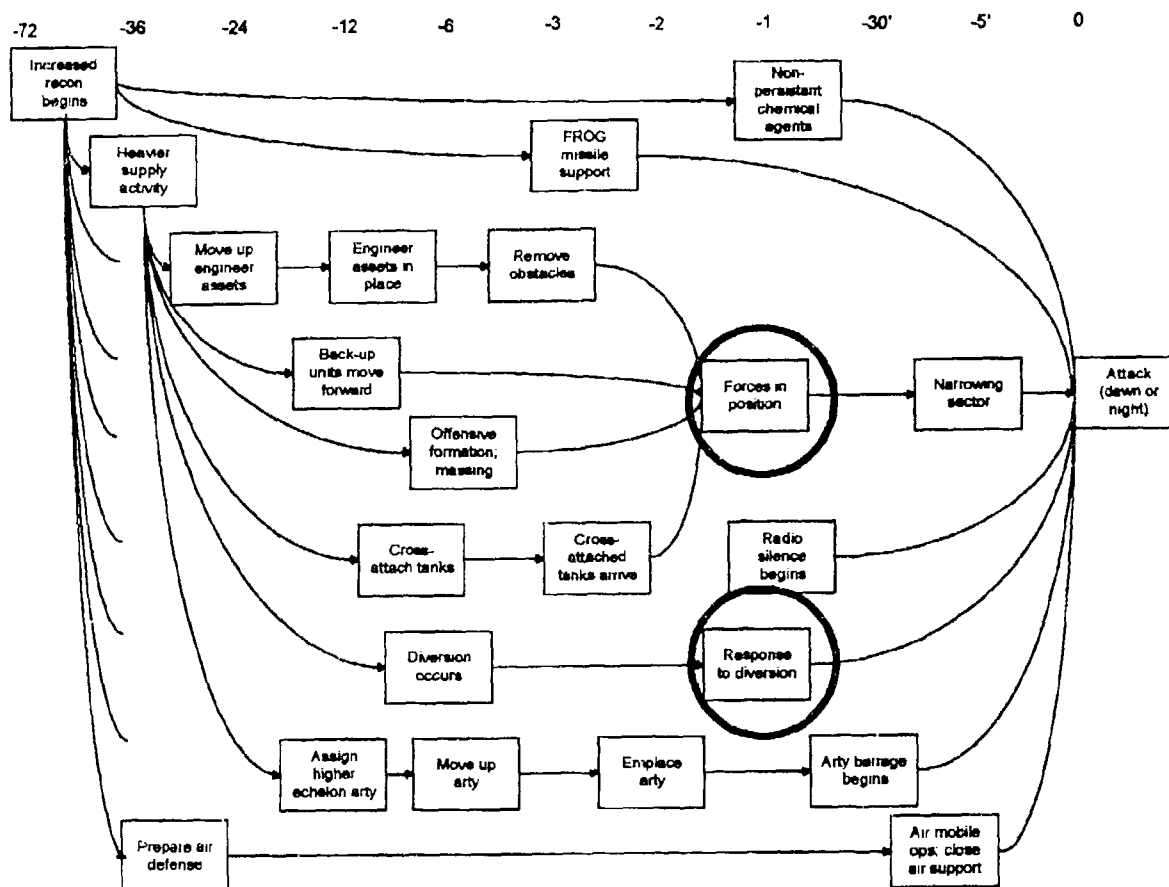 -72 -36 -24 -12 -6 -3 -2 -1 -30' -5' 0
Increased
recon
begins
Non-
persistant
chemical
agents
Heavier
supply
activity
FROG
missile
support
Move up
engineer
assets
Engineer
assets in
place
Remove
obstacles
Back-up
units move
forward
Forces in
position
Narrowing
sector
Attack
(dawn or
night)
Offensive
formation;
massing
Cross-
attach tanks
Cross-
attached
tanks arrive
Radio
silence
begins
Diversion
occurs
Response
to diversion
Assign
higher
echelon arty
Move up
arty
Emplace
arty
Arty barrage
begins
Prepare air
defense
Air mobile
ops; close
air support